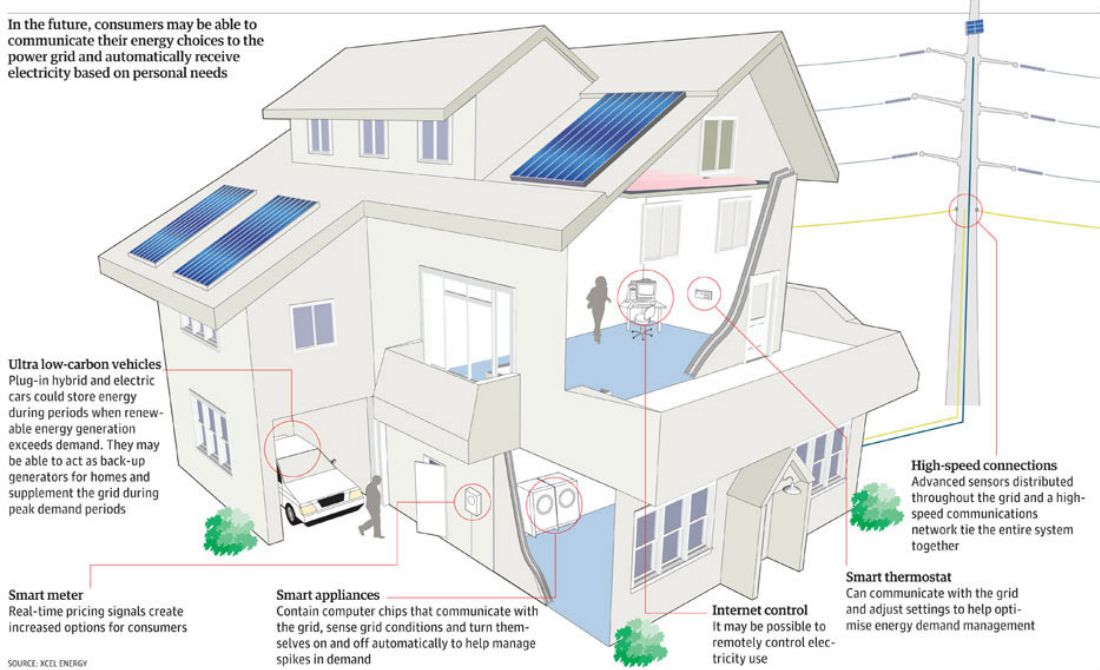 In the future, consumers may be able to
communicate their energy choices to the
power grid and automatically receive
electricity based on personal needs
Ultra low-carbon vehicles
Plug-in hybrid and electric
cars could store energy
during periods when renew-
able energy generation
exceeds demand. They may
be able to act as back-up
generators for homes and
supplement the grid during
peak demand periods
High-speed connections
Advanced sensors distributed
throughout the grid and a high-
speed communications
network tie the entire system
together
Smart meter
Real-time pricing signals create
increased options for consumers
Smart appliances
Contain computer chips that communicate with
the grid, sense grid conditions and turn them-
selves on and off automatically to help manage
spikes in demand
Internet control
It may be possible to
remotely control elec-
tricity use
Smart thermostat
Can communicate with the grid
and adjust settings to help opti-
mise energy demand management
SOURCE: XCEL ENERGY